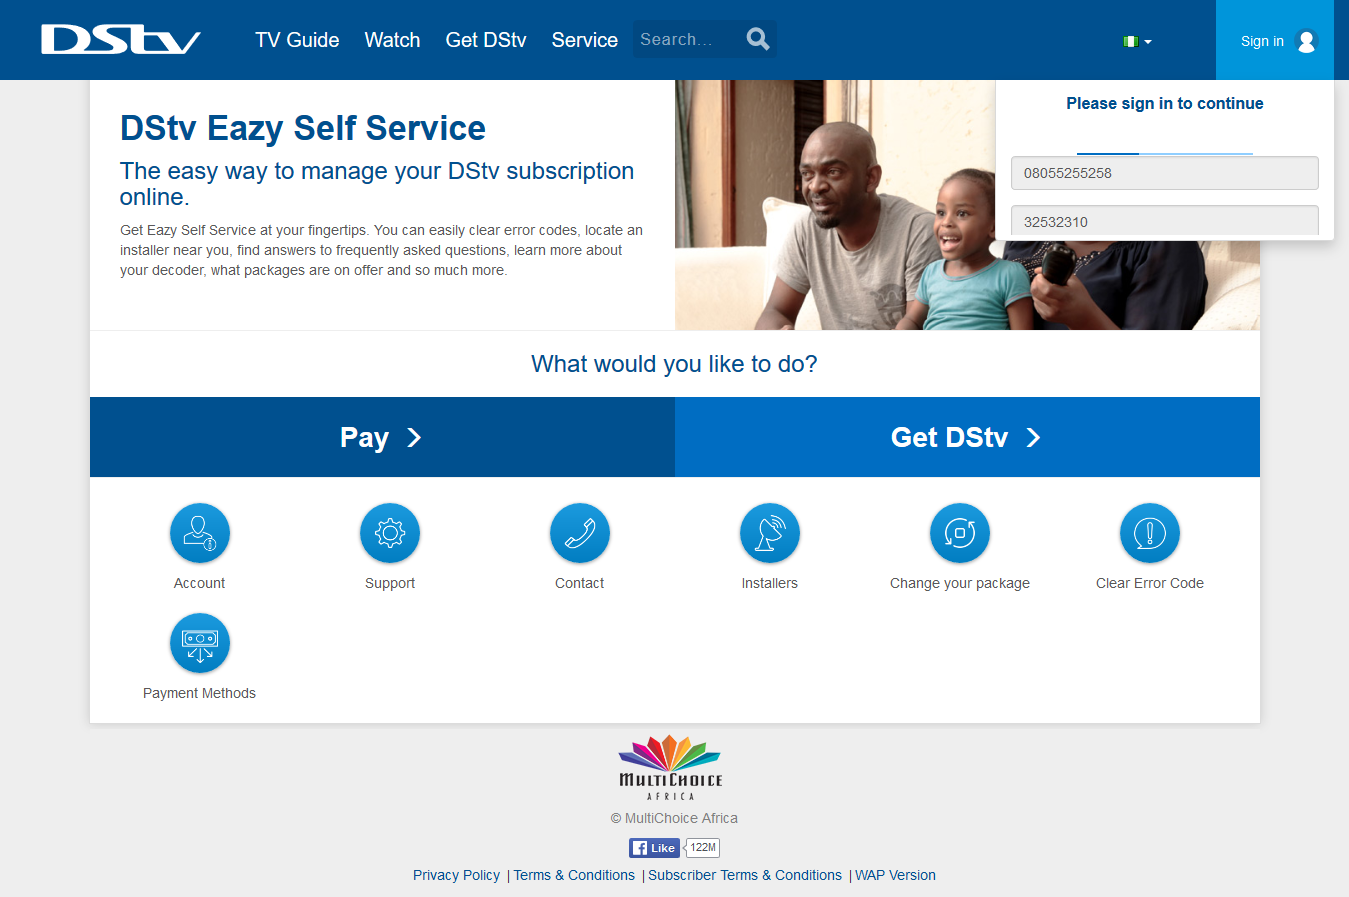 DStv
TV Guide Watch Get DStv Service Search... Sign in
Please sign in to continue
08055255258
32532310
DStv Eazy Self Service
The easy way to manage your DStv subscription
online.
Get Eazy Self Service at your fingertips. You can easily clear error codes, locate an
installer near you, find answers to frequently asked questions, learn more about
your decoder, what packages are on offer and so much more.
What would you like to do?
Pay
Get DStv
Account Support Contact Installers Change your package Clear Error Code
Payment Methods
MULTICHOICE
AFRICA
© MultiChoice Africa
Like 122M
Privacy Policy | Terms & Conditions | Subscriber Terms & Conditions | WAP Version